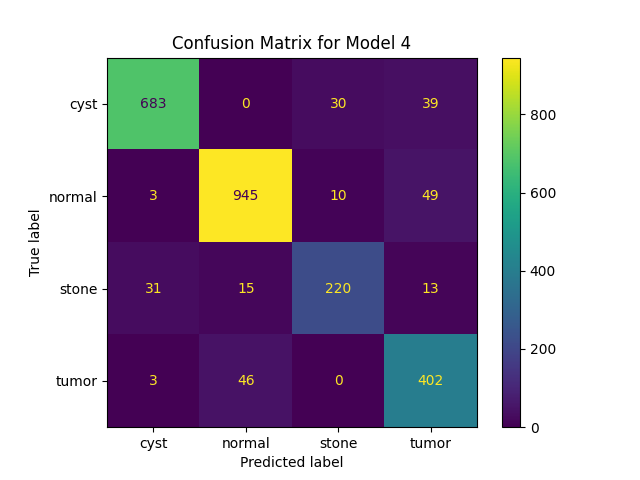 Confusion Matrix for Model 4
cyst 683 0 30 39
normal 3 945 10 49
stone 31 15 220 13
tumor 3 46 0 402
cyst normal stone tumor
Predicted label
True label
800
600
400
200
0